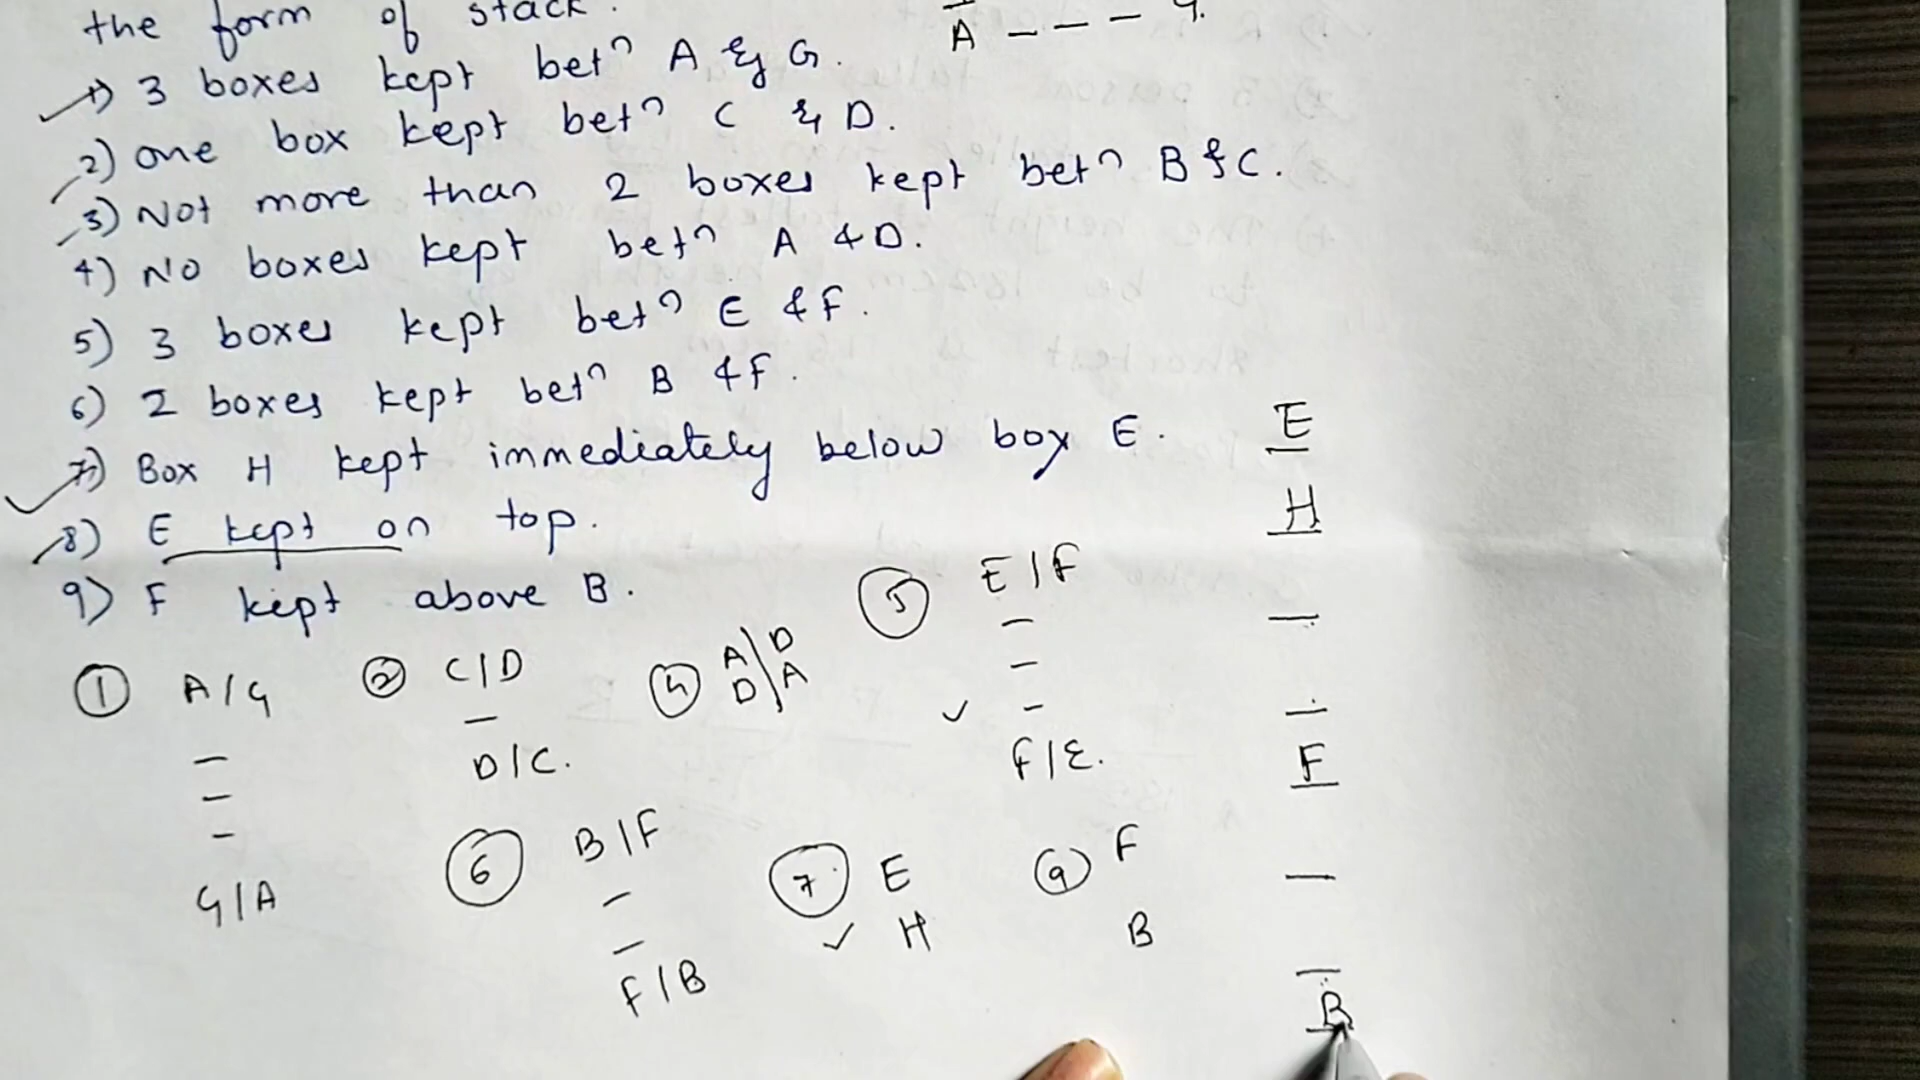 the form of stack.
A — — — G.
1) 3 boxes kept betn A & G.
2) one box kept betn C & D.
3) Not more than 2 boxes kept betn B & C.
4) No boxes kept betn A & D.
5) 3 boxes kept betn E & F.
6) 2 boxes kept betn B & F.
7) Box H kept immediately below box E.
8) E kept on top.
9) F kept above B.
① A/G
—
—
—
G/A
② C/D
—
D/C.
④ A\D
D\A
⑤ E/F
—
—
—
F/E.
⑥ B/F
—
—
F/B
⑦ E
H
⑨ F
B
E
H
—
—
F
—
—
B